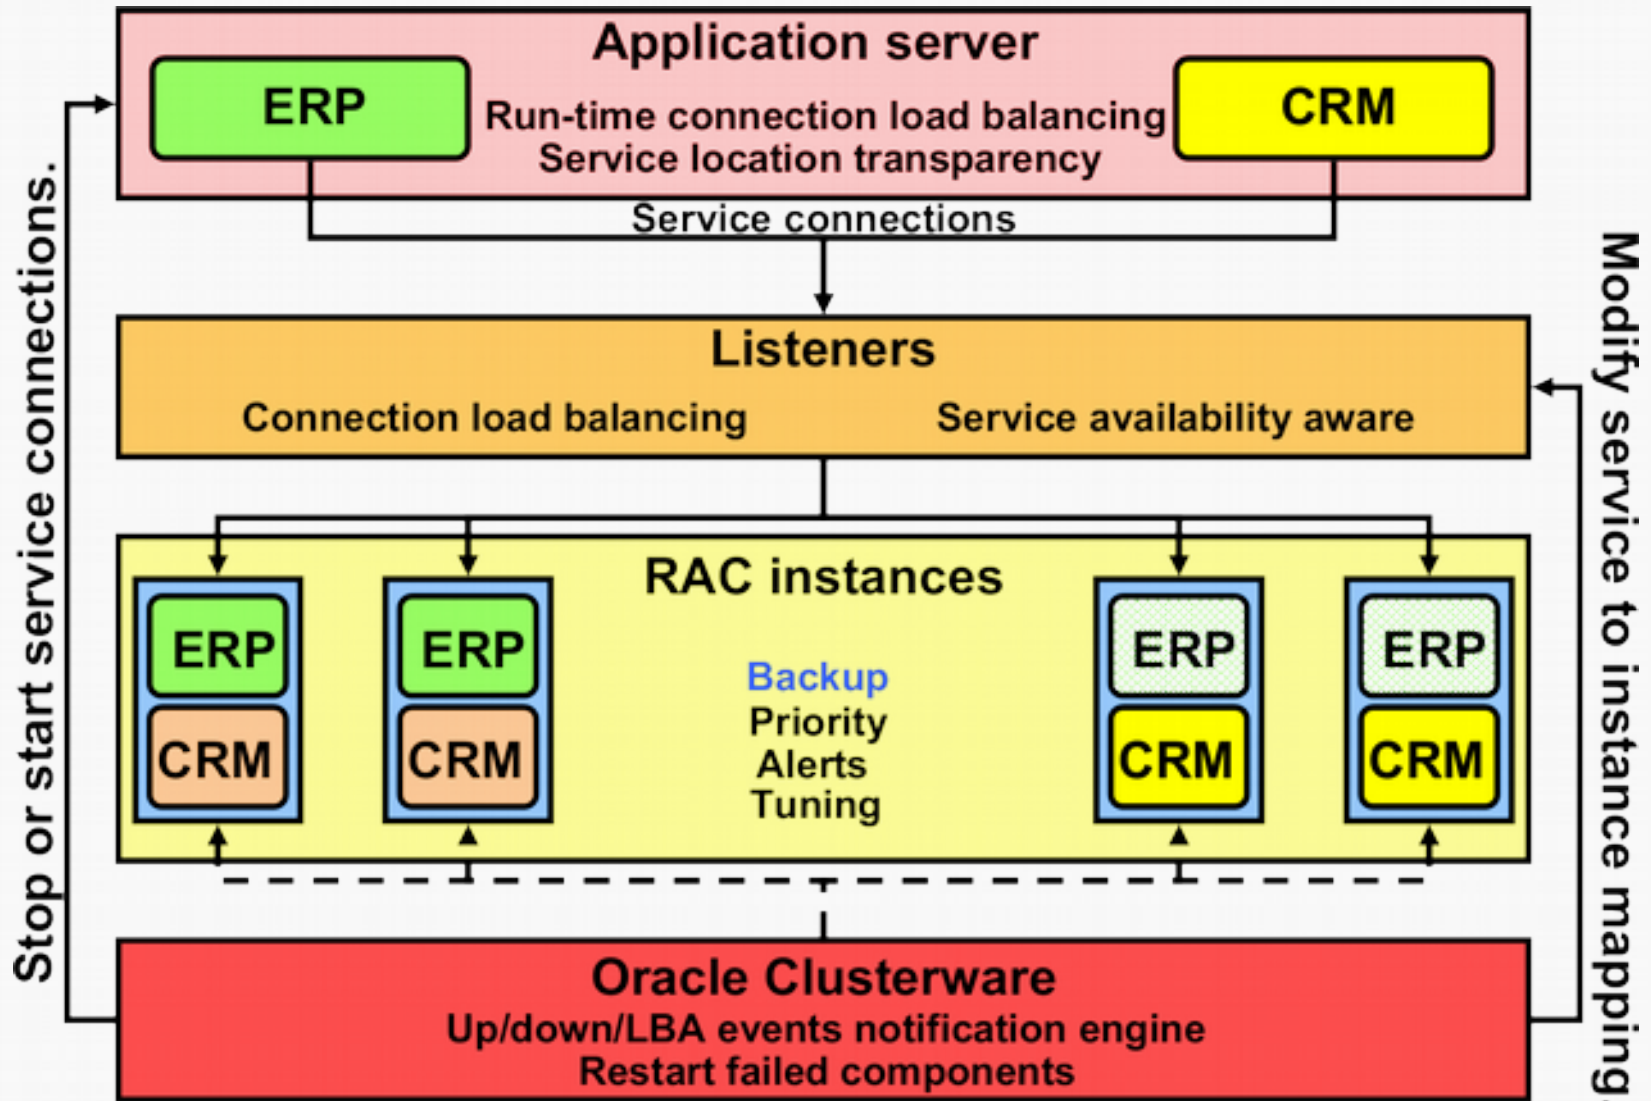 Application server
ERP
CRM
Run-time connection load balancing
Service location transparency
Service connections
Stop or start service connections.
Modify service to instance mapping.
Listeners
Connection load balancing
Service availability aware
RAC instances
ERP
ERP
ERP
ERP
CRM
CRM
CRM
CRM
Backup
Priority
Alerts
Tuning
Oracle Clusterware
Up/down/LBA events notification engine
Restart failed components